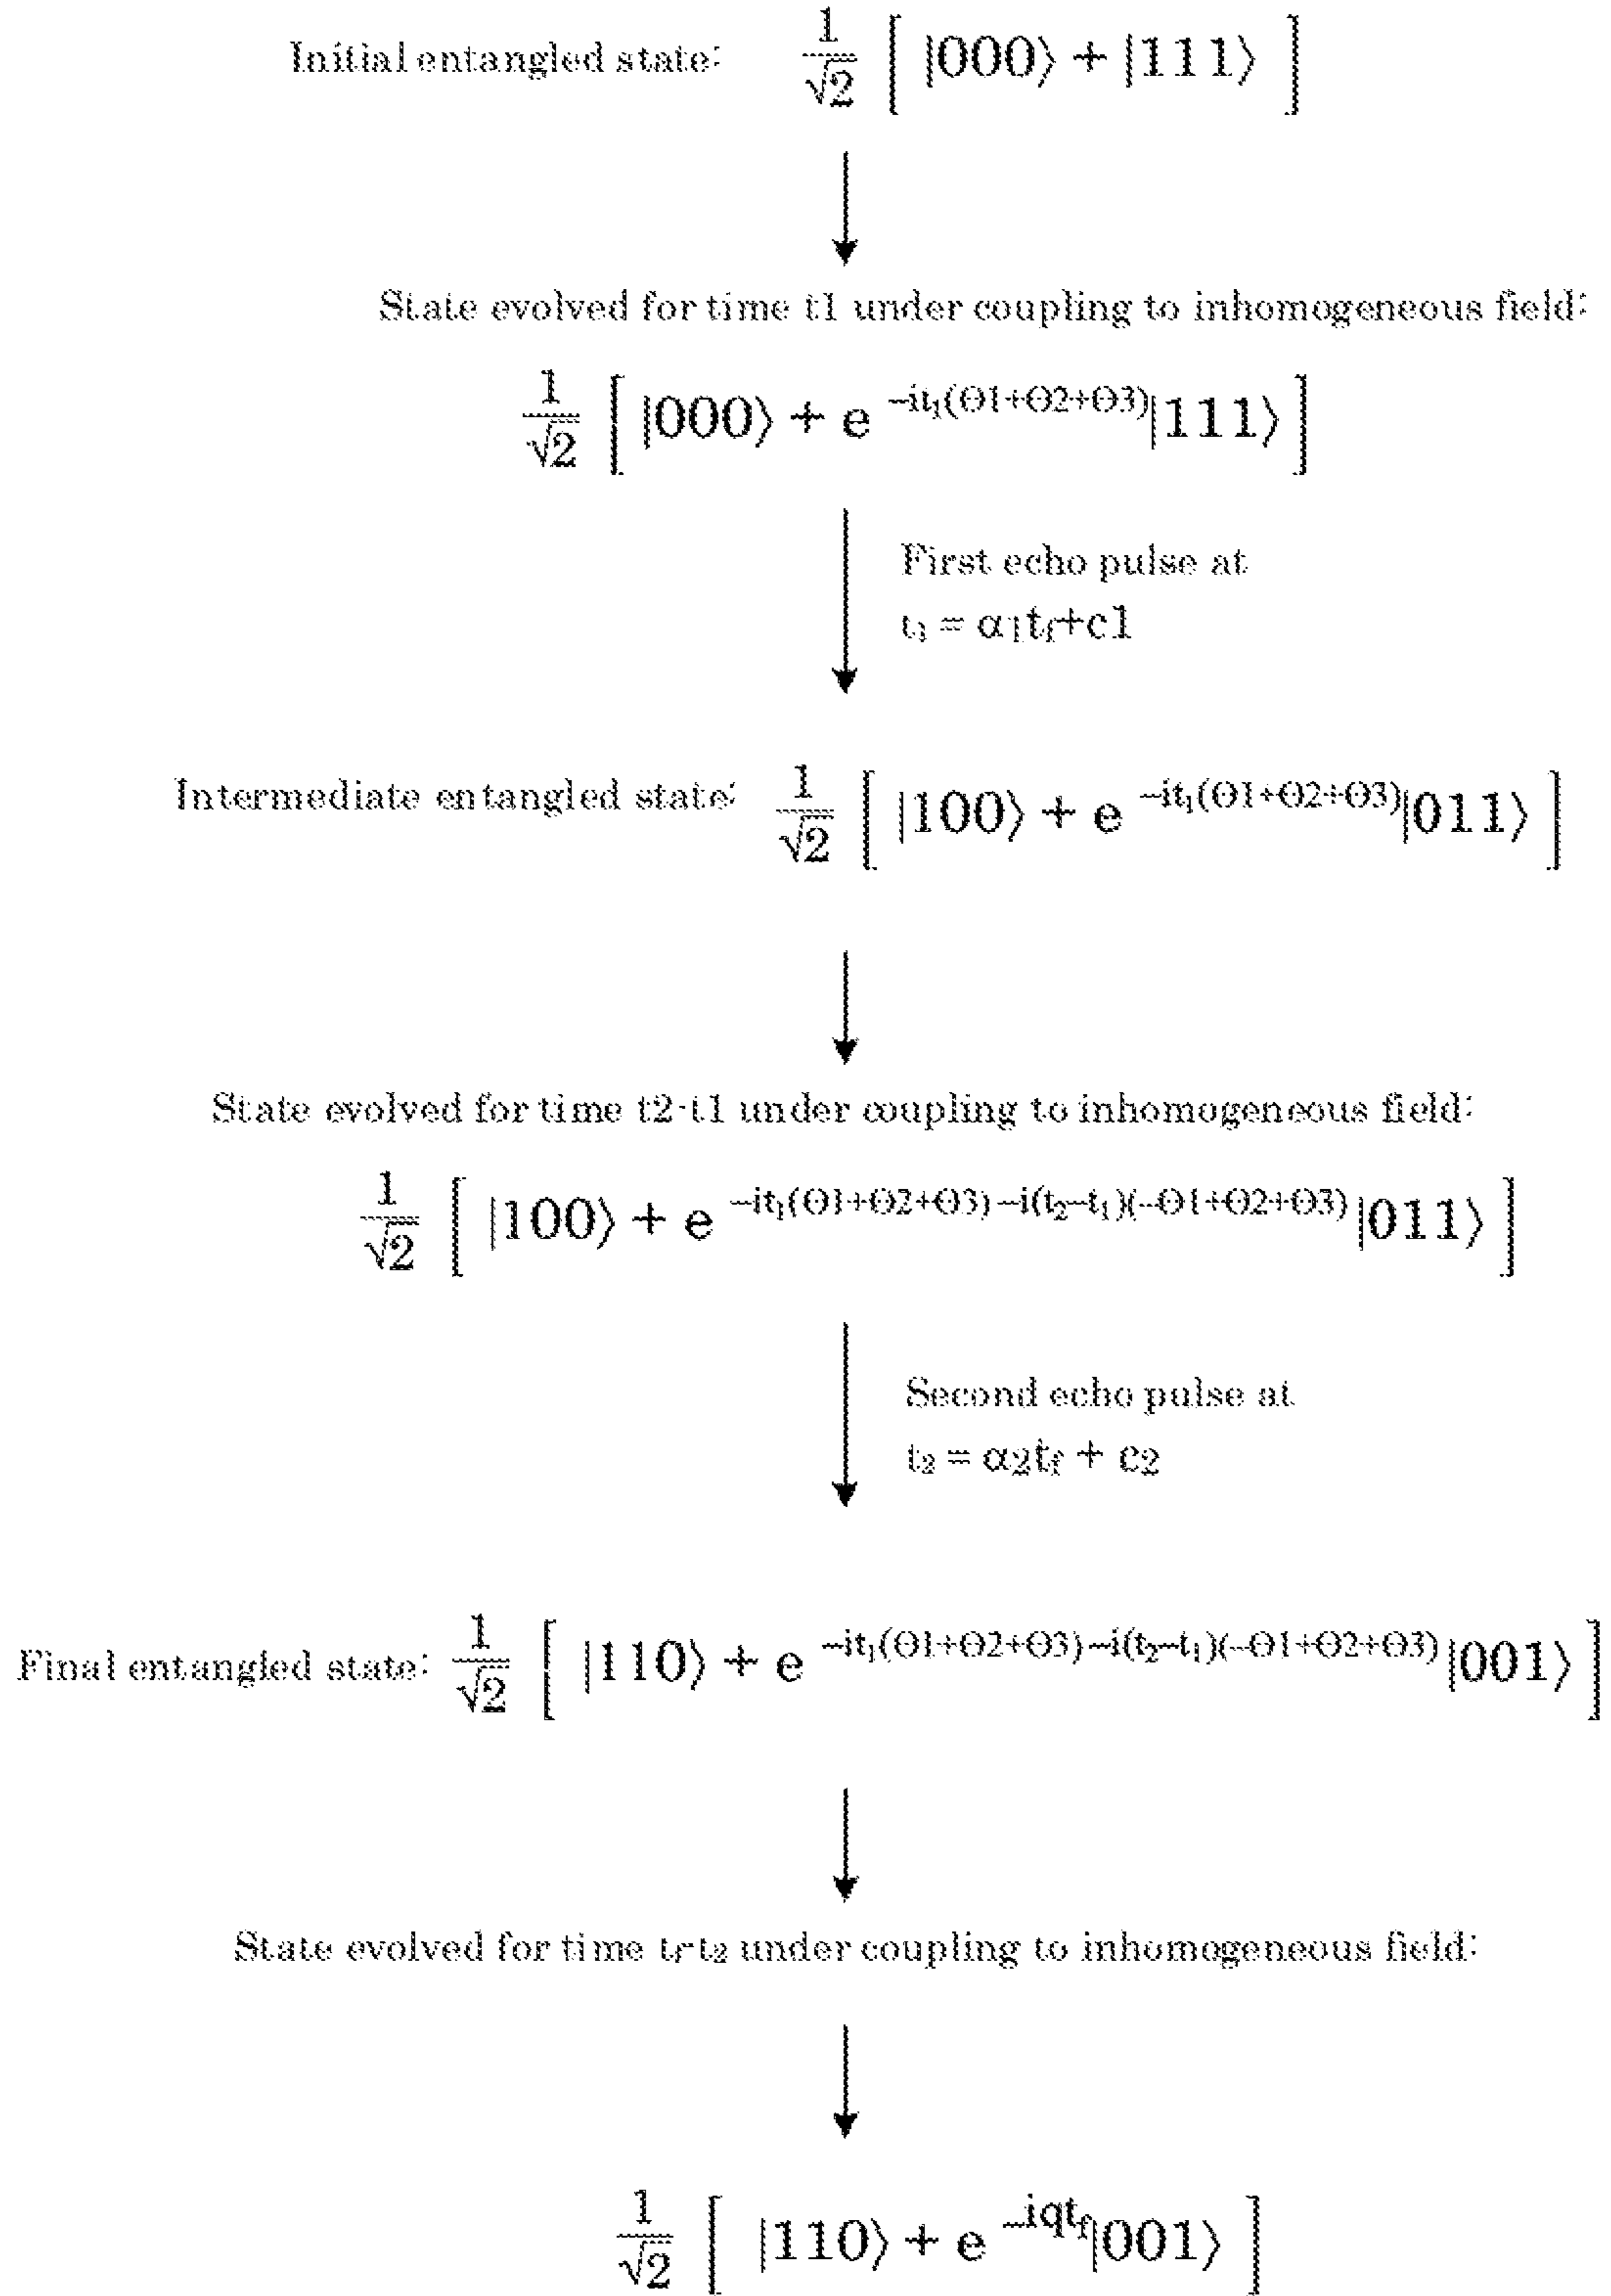 Initial entangled state: 1/√2 [ |000⟩ + |111⟩ ]
State evolved for time t1 under coupling to inhomogeneous field:
1/√2 [ |000⟩ + e^–it₁(Θ1+Θ2+Θ3)|111⟩ ]
First echo pulse at
t₁ = α₁t_f+c1
Intermediate entangled state: 1/√2 [ |100⟩ + e^–it₁(Θ1+Θ2+Θ3)|011⟩ ]
State evolved for time t2-t1 under coupling to inhomogeneous field:
1/√2 [ |100⟩ + e^–it₁(Θ1+Θ2+Θ3)–i(t₂–t₁)(–Θ1+Θ2+Θ3)|011⟩ ]
Second echo pulse at
t₂ = α₂t_f + c₂
Final entangled state: 1/√2 [ |110⟩ + e^–it₁(Θ1+Θ2+Θ3)–i(t₂–t₁)(–Θ1+Θ2+Θ3)|001⟩ ]
State evolved for time t_f-t₂ under coupling to inhomogeneous field:
1/√2 [ |110⟩ + e^–iqt_f|001⟩ ]